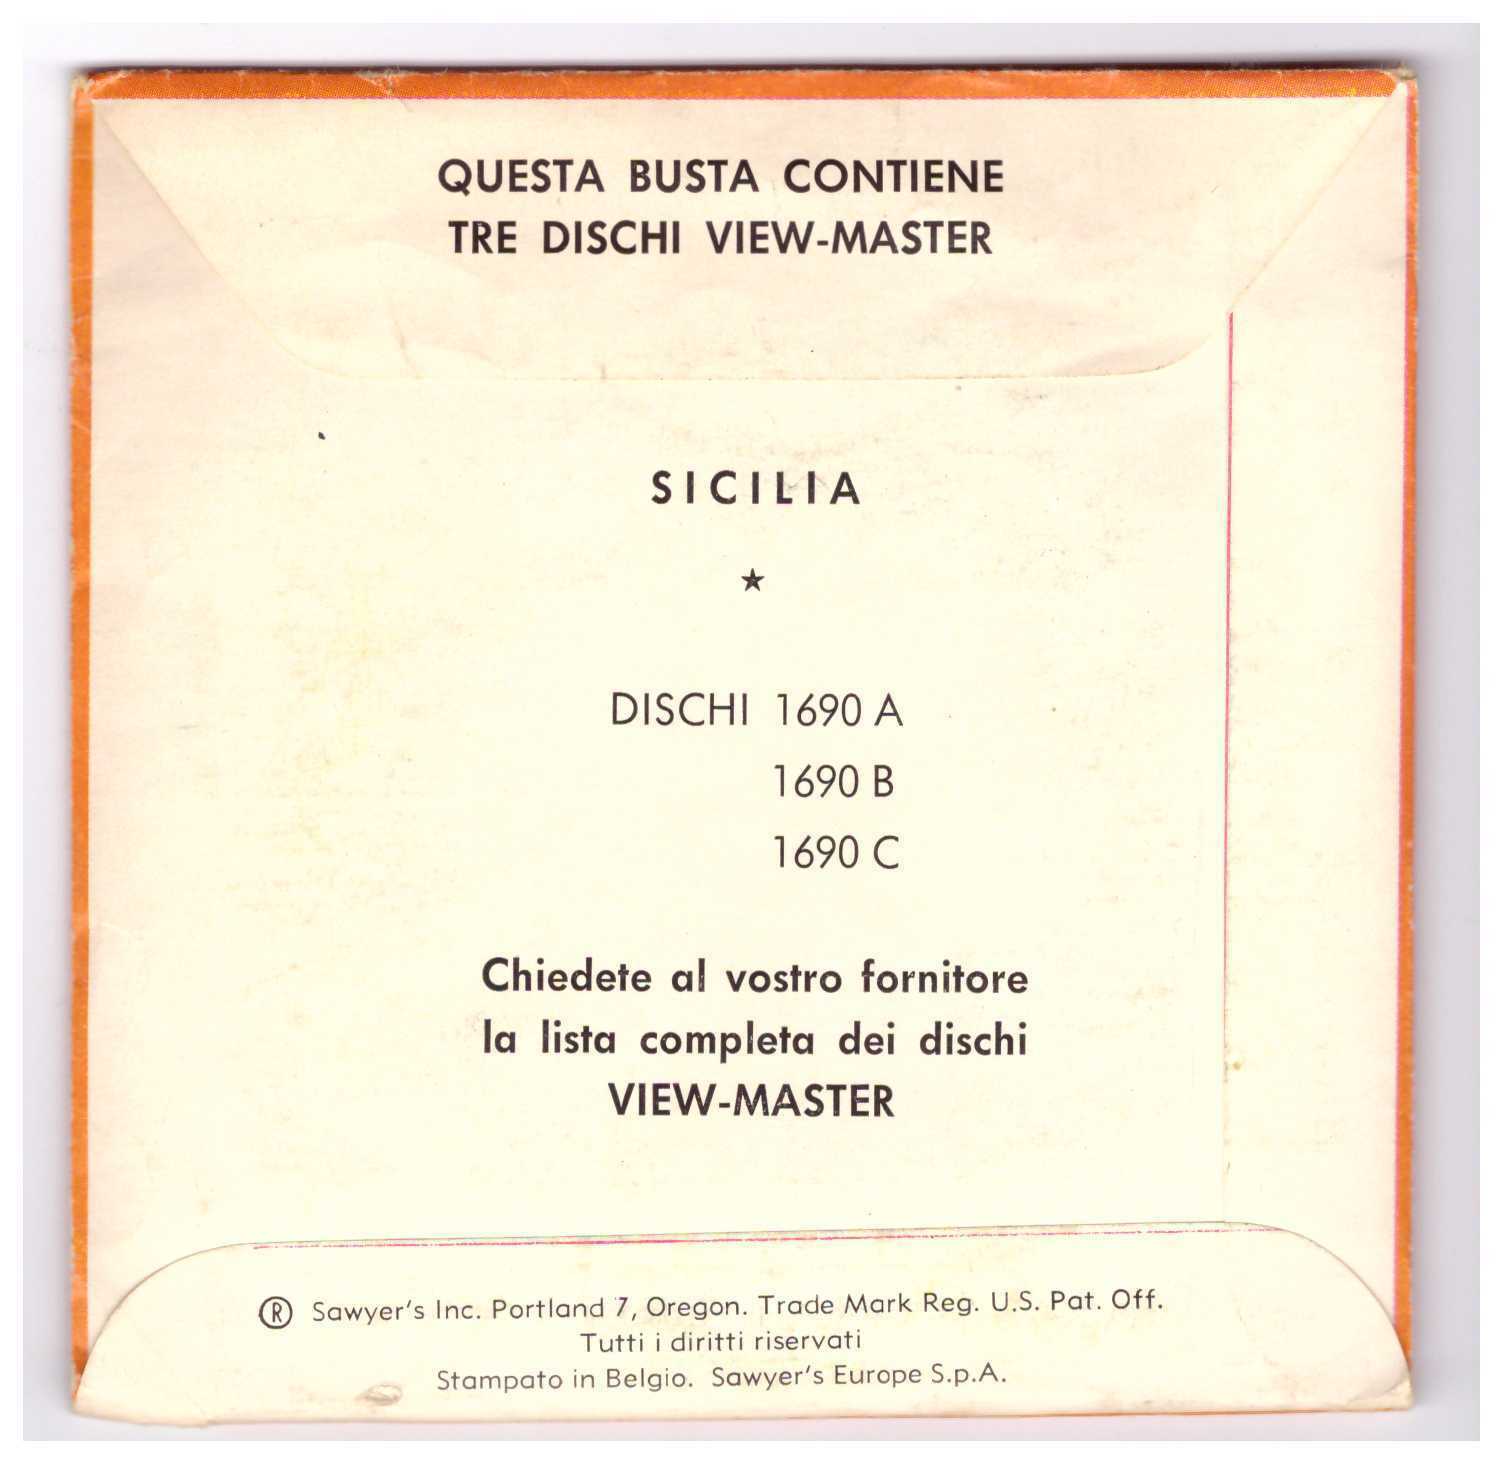 QUESTA BUSTA CONTIENE
TRE DISCHI VIEW-MASTER
SICILIA
★
DISCHI 1690 A
1690 B
1690 C
Chiedete al vostro fornitore
la lista completa dei dischi
VIEW-MASTER
® Sawyer's Inc. Portland 7, Oregon. Trade Mark Reg. U.S. Pat. Off.
Tutti i diritti riservati
Stampato in Belgio. Sawyer's Europe S.p.A.